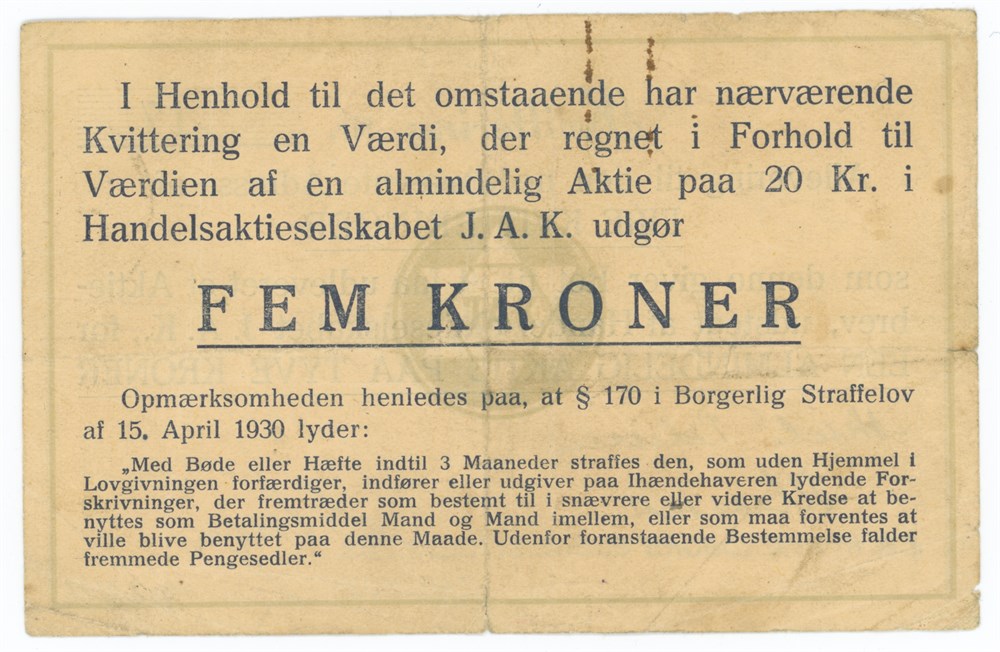 I Henhold til det omstaaende har nærværende
Kvittering en Værdi, der regnet i Forhold til
Værdien af en almindelig Aktie paa 20 Kr. i
Handelsaktieselskabet J. A. K. udgør
FEM KRONER
Opmærksomheden henledes paa, at § 170 i Borgerlig Straffelov
af 15. April 1930 lyder:
„Med Bøde eller Hæfte indtil 3 Maaneder straffes den, som uden Hjemmel i
Lovgivningen forfærdiger, indfører eller udgiver paa Ihændehaveren lydende For-
skrivninger, der fremtræder som bestemt til i snævrere eller videre Kredse at be-
nyttes som Betalingsmiddel Mand og Mand imellem, eller som maa forventes at
ville blive benyttet paa denne Maade. Udenfor foranstaaende Bestemmelse falder
fremmede Pengesedler.“